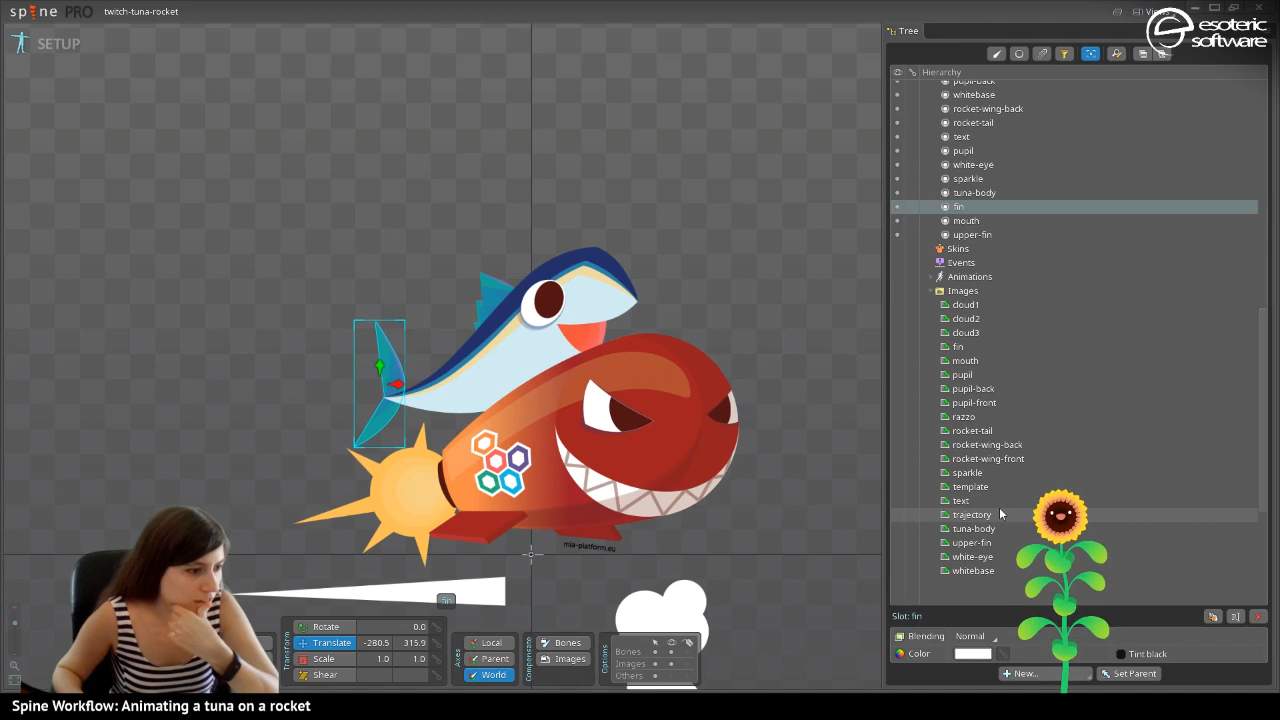 spine PRO twitch-tuna-rocket Views
esoteric software
SETUP
Tree
Hierarchy
pupil-back
whitebase
rocket-wing-back
rocket-tail
text
pupil
white-eye
sparkle
tuna-body
fin
mouth
upper-fin
Skins
Events
Animations
Images
cloud1
cloud2
cloud3
fin
mouth
pupil
pupil-back
pupil-front
razzo
rocket-tail
rocket-wing-back
rocket-wing-front
sparkle
template
text
trajectory
tuna-body
upper-fin
white-eye
whitebase
mia-platform.eu
fin
Transform
Rotate 0.0
Translate -280.5 315.9
Scale 1.0 1.0
Shear
Axes
Local
Parent
World
Compensate
Bones
Images
Options
Bones
Images
Others
Slot: fin
Blending Normal
Color Tint black
New... Set Parent
Spine Workflow: Animating a tuna on a rocket